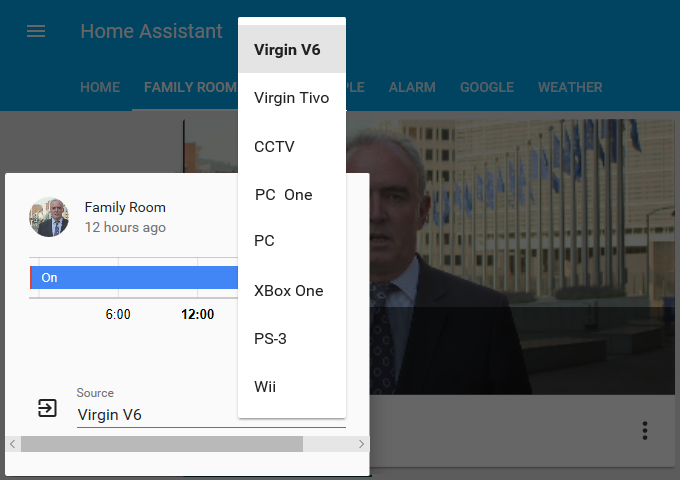 Home Assistant
HOME FAMILY ROOM PLE ALARM GOOGLE WEATHER
Virgin V6
Virgin Tivo
CCTV
PC One
PC
XBox One
PS-3
Wii
Family Room
12 hours ago
On
6:00 12:00
Source
Virgin V6